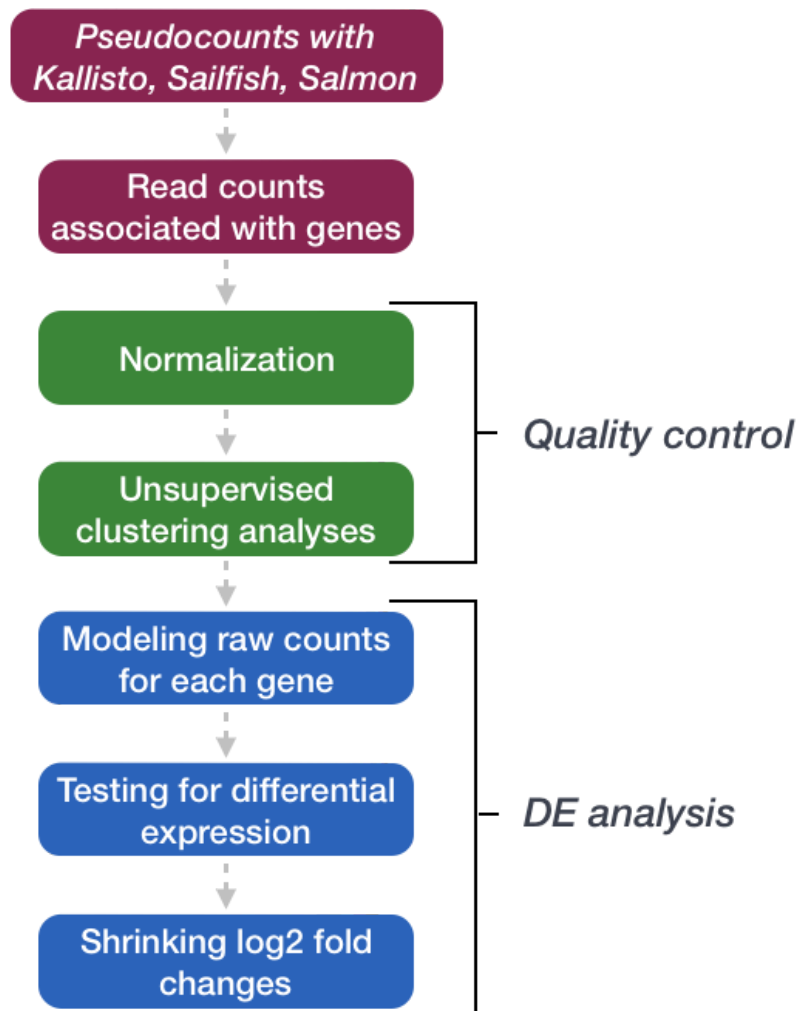 Pseudocounts with
Kallisto, Sailfish, Salmon
Read counts
associated with genes
Normalization
Quality control
Unsupervised
clustering analyses
Modeling raw counts
for each gene
Testing for differential
expression
DE analysis
Shrinking log2 fold
changes